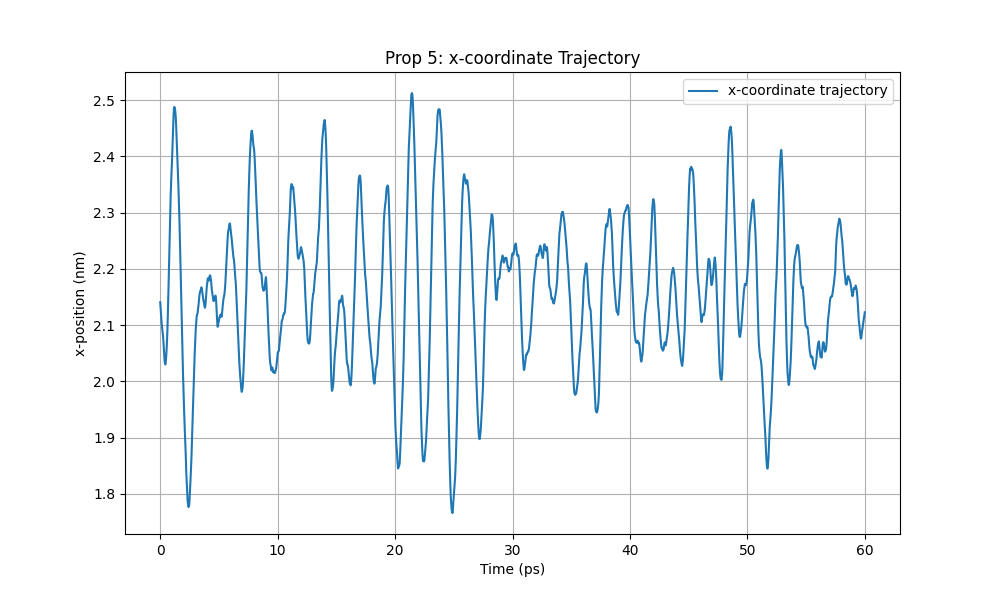 Prop 5: x-coordinate Trajectory
x-coordinate trajectory
x-position (nm)
2.5
2.4
2.3
2.2
2.1
2.0
1.9
1.8
0 10 20 30 40 50 60
Time (ps)